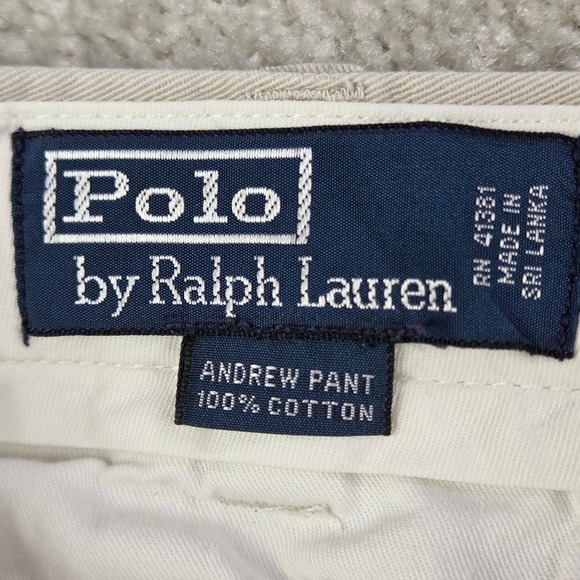 Polo
by Ralph Lauren
RN 41381
MADE IN
SRI LANKA
ANDREW PANT
100% COTTON